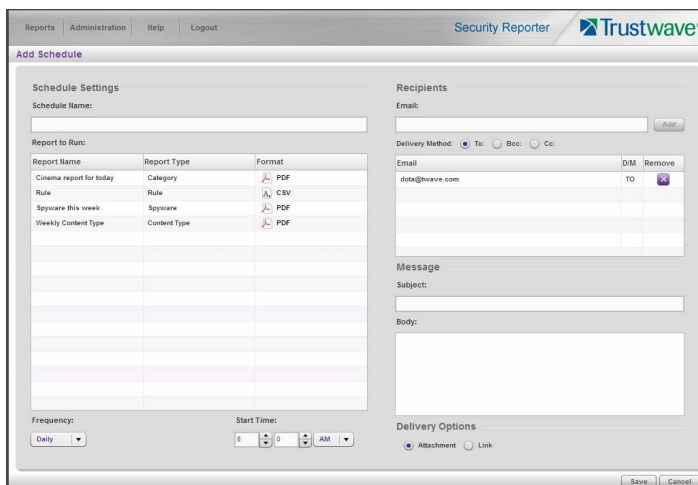 Reports Administration Help Logout
Security Reporter
Trustwave
Add Schedule
Schedule Settings
Schedule Name:
Report to Run:
Report Name Report Type Format
Cinema report for today Category PDF
Rule Rule CSV
Spyware this week Spyware PDF
Weekly Content Type Content Type PDF
Frequency:
Daily
Start Time:
8 0 AM
Recipients
Email:
Add
Delivery Method: To: Bcc: Cc:
Email D/M Remove
dota@twave.com TO
Message
Subject:
Body:
Delivery Options
Attachment Link
Save Cancel